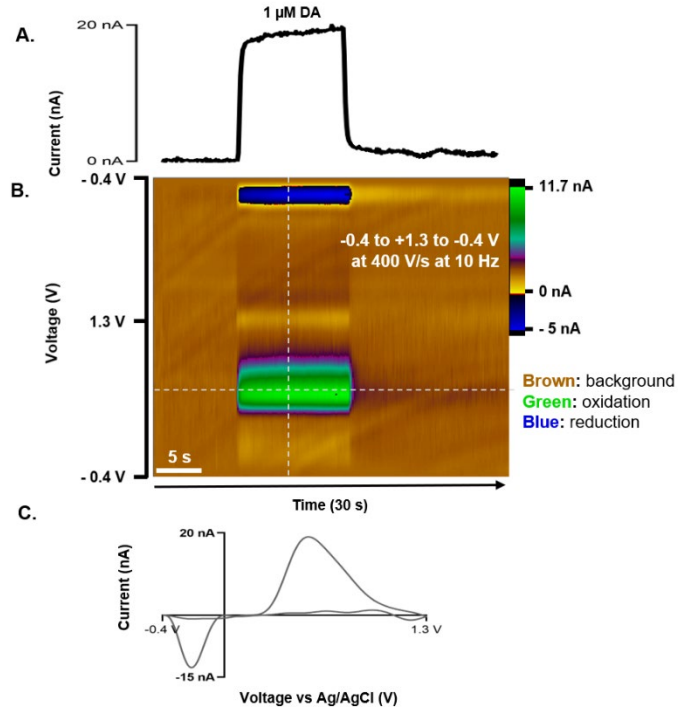 A.
1 µM DA
20 nA
Current (nA)
0 nA
B.
- 0.4 V
1.3 V
- 0.4 V
Voltage (V)
-0.4 to +1.3 to -0.4 V
at 400 V/s at 10 Hz
5 s
Time (30 s)
11.7 nA
0 nA
- 5 nA
Brown: background
Green: oxidation
Blue: reduction
C.
20 nA
Current (nA)
-0.4 V
1.3 V
-15 nA
Voltage vs Ag/AgCl (V)